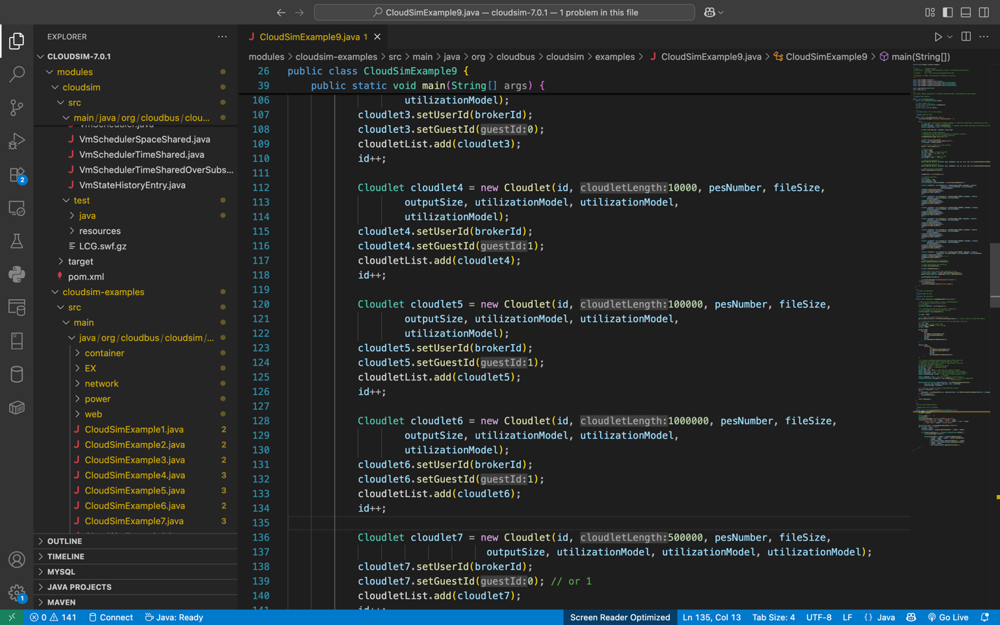 CloudSimExample9.java — cloudsim-7.0.1 — 1 problem in this file
EXPLORER
CLOUDSIM-7.0.1
modules
cloudsim
src
main/java/org/cloudbus/clou...
VmScheduler.java
VmSchedulerSpaceShared.java
VmSchedulerTimeShared.java
VmSchedulerTimeSharedOverSubs...
VmStateHistoryEntry.java
test
java
resources
LCG.swf.gz
target
pom.xml
cloudsim-examples
src
main
java/org/cloudbus/cloudsim/...
container
EX
network
power
web
CloudSimExample1.java 2
CloudSimExample2.java 2
CloudSimExample3.java 2
CloudSimExample4.java 3
CloudSimExample5.java 3
CloudSimExample6.java 2
CloudSimExample7.java 3
OUTLINE
TIMELINE
MYSQL
JAVA PROJECTS
MAVEN
2
1
J CloudSimExample9.java 1
modules > cloudsim-examples > src > main > java > org > cloudbus > cloudsim > examples > J CloudSimExample9.java > CloudSimExample9 > main(String[])
26 public class CloudSimExample9 {
39 public static void main(String[] args) {
106 utilizationModel);
107 cloudlet3.setUserId(brokerId);
108 cloudlet3.setGuestId(guestId:0);
109 cloudletList.add(cloudlet3);
110 id++;
111
112 Cloudlet cloudlet4 = new Cloudlet(id, cloudletLength:10000, pesNumber, fileSize,
113 outputSize, utilizationModel, utilizationModel,
114 utilizationModel);
115 cloudlet4.setUserId(brokerId);
116 cloudlet4.setGuestId(guestId:1);
117 cloudletList.add(cloudlet4);
118 id++;
119
120 Cloudlet cloudlet5 = new Cloudlet(id, cloudletLength:100000, pesNumber, fileSize,
121 outputSize, utilizationModel, utilizationModel,
122 utilizationModel);
123 cloudlet5.setUserId(brokerId);
124 cloudlet5.setGuestId(guestId:1);
125 cloudletList.add(cloudlet5);
126 id++;
127
128 Cloudlet cloudlet6 = new Cloudlet(id, cloudletLength:1000000, pesNumber, fileSize,
129 outputSize, utilizationModel, utilizationModel,
130 utilizationModel);
131 cloudlet6.setUserId(brokerId);
132 cloudlet6.setGuestId(guestId:1);
133 cloudletList.add(cloudlet6);
134 id++;
135
136 Cloudlet cloudlet7 = new Cloudlet(id, cloudletLength:500000, pesNumber, fileSize,
137 outputSize, utilizationModel, utilizationModel, utilizationModel);
138 cloudlet7.setUserId(brokerId);
139 cloudlet7.setGuestId(guestId:0); // or 1
140 cloudletList.add(cloudlet7);
141 id++;
0 141 Connect Java: Ready Screen Reader Optimized Ln 135, Col 13 Tab Size: 4 UTF-8 LF {} Java Go Live